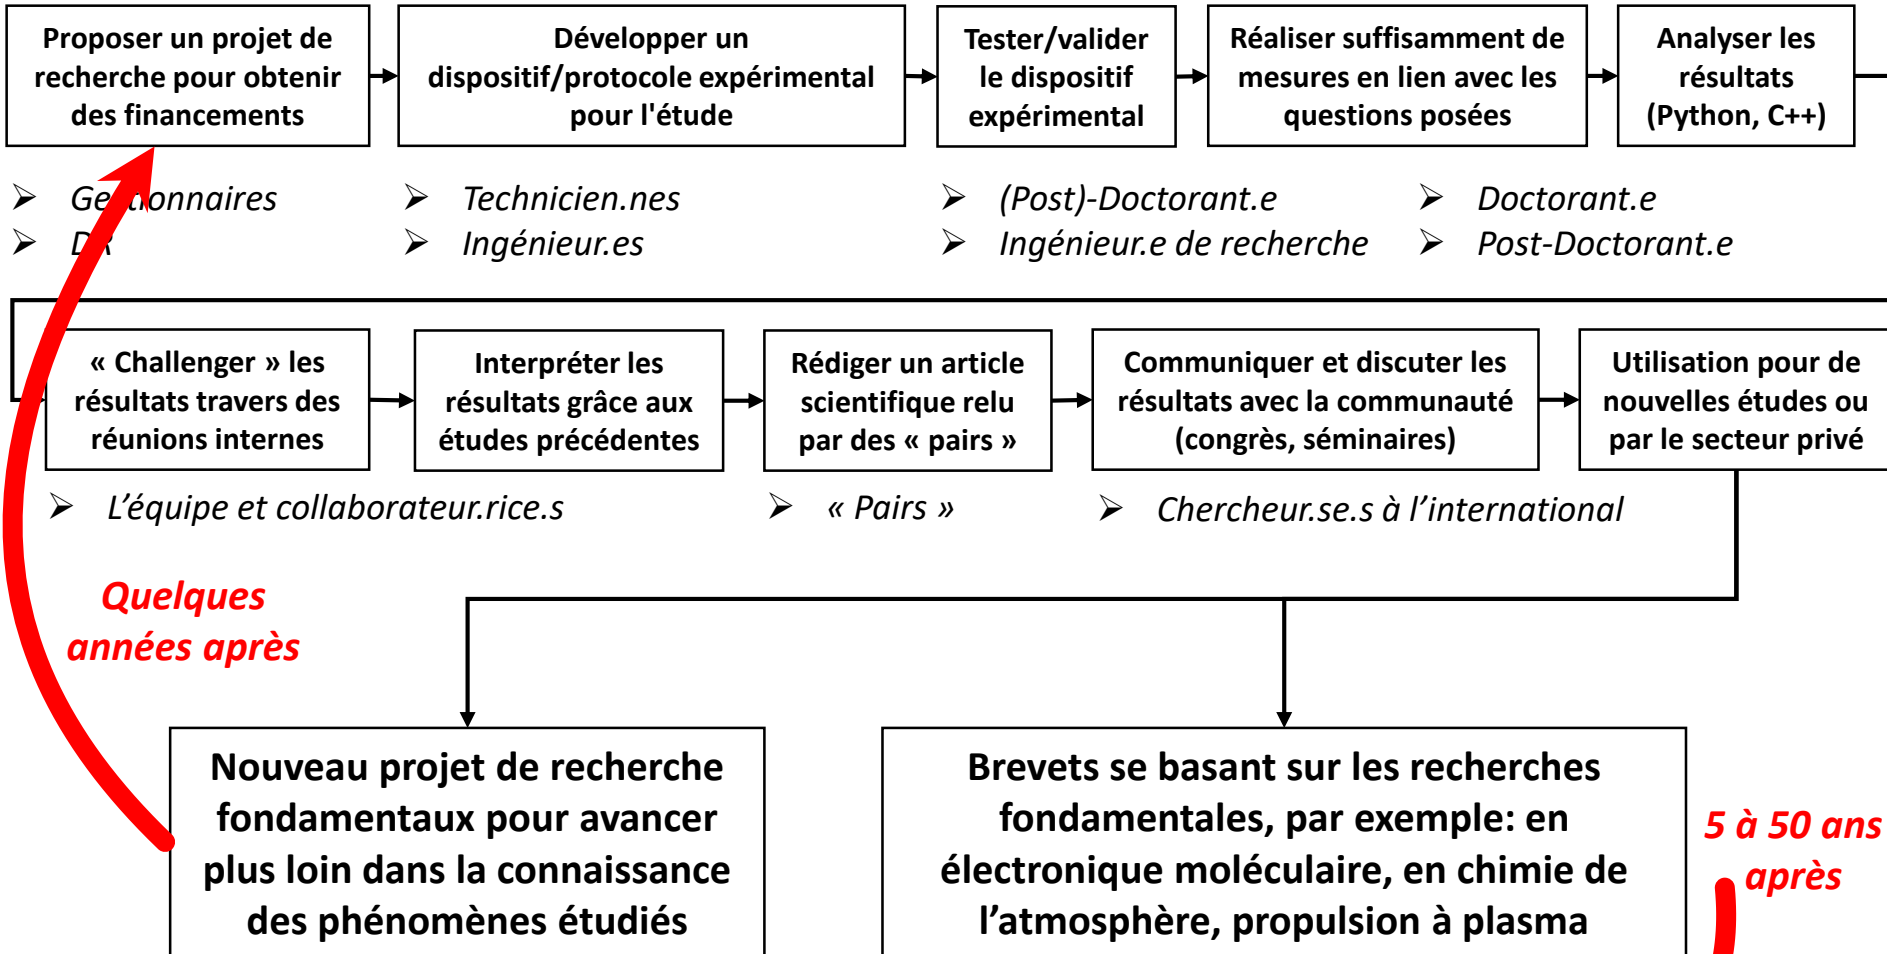 Proposer un projet de
recherche pour obtenir
des financements
Développer un
dispositif/protocole expérimental
pour l'étude
Tester/valider
le dispositif
expérimental
Réaliser suffisamment de
mesures en lien avec les
questions posées
Analyser les
résultats
(Python, C++)
➢ Gestionnaires
➢ DR
➢ Technicien.nes
➢ Ingénieur.es
➢ (Post)-Doctorant.e
➢ Ingénieur.e de recherche
➢ Doctorant.e
➢ Post-Doctorant.e
« Challenger » les
résultats travers des
réunions internes
Interpréter les
résultats grâce aux
études précédentes
Rédiger un article
scientifique relu
par des « pairs »
Communiquer et discuter les
résultats avec la communauté
(congrès, séminaires)
Utilisation pour de
nouvelles études ou
par le secteur privé
➢ L’équipe et collaborateur.rice.s
➢ « Pairs »
➢ Chercheur.se.s à l’international
Quelques
années après
Nouveau projet de recherche
fondamentaux pour avancer
plus loin dans la connaissance
des phénomènes étudiés
Brevets se basant sur les recherches
fondamentales, par exemple: en
électronique moléculaire, en chimie de
l’atmosphère, propulsion à plasma
5 à 50 ans
après